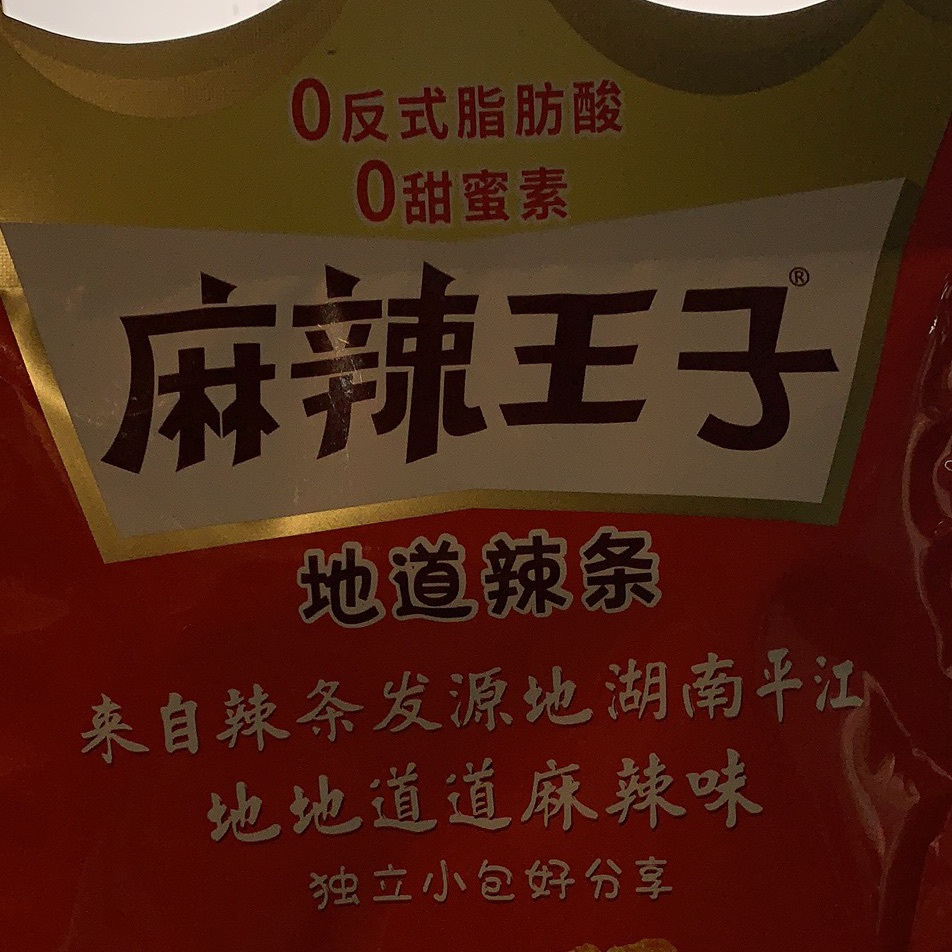 0反式脂肪酸
0甜蜜素
麻辣王子®
地道辣条
来自辣条发源地湖南平江
地地道道麻辣味
独立小包好分享